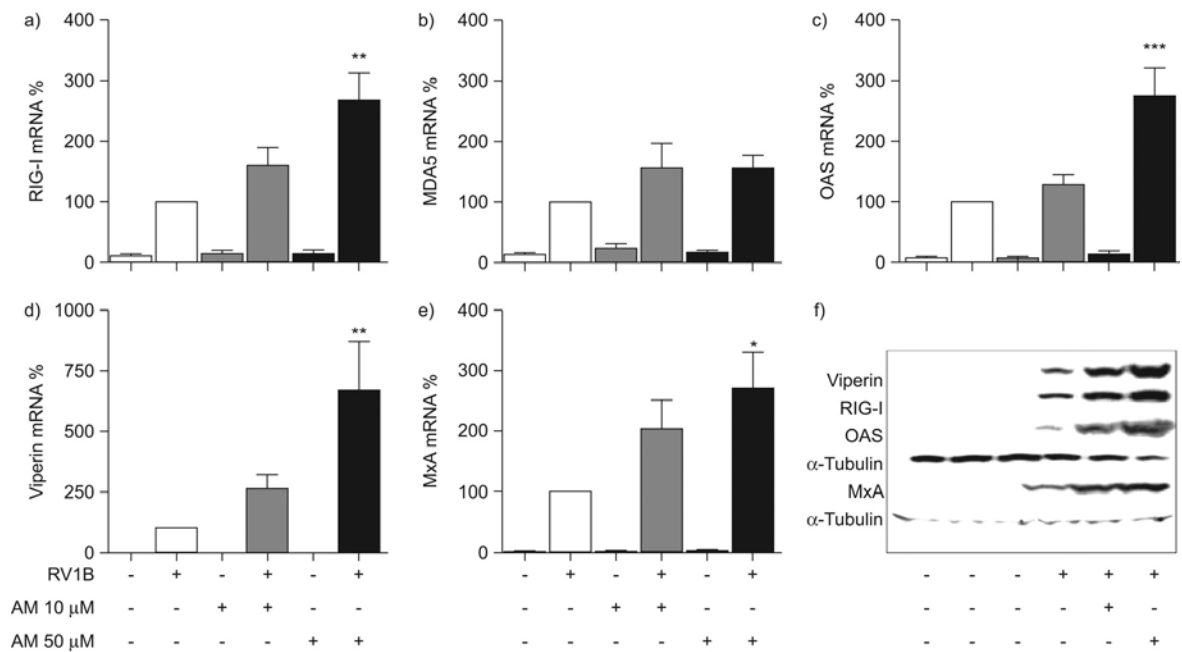 a)
400
300
200
100
0
RIG-I mRNA %
**
b)
400
300
200
100
0
MDA5 mRNA %
c)
400
300
200
100
0
OAS mRNA %
***
d)
1000
750
500
250
0
Viperin mRNA %
**
e)
400
300
200
100
0
MxA mRNA %
*
f)
Viperin
RIG-I
OAS
α-Tubulin
MxA
α-Tubulin
RV1B - + - + - + - + - + - + - - - + + +
AM 10 μM - - + + - - - - + + - - - - - - + -
AM 50 μM - - - - + + - - - - + + - - - - - +